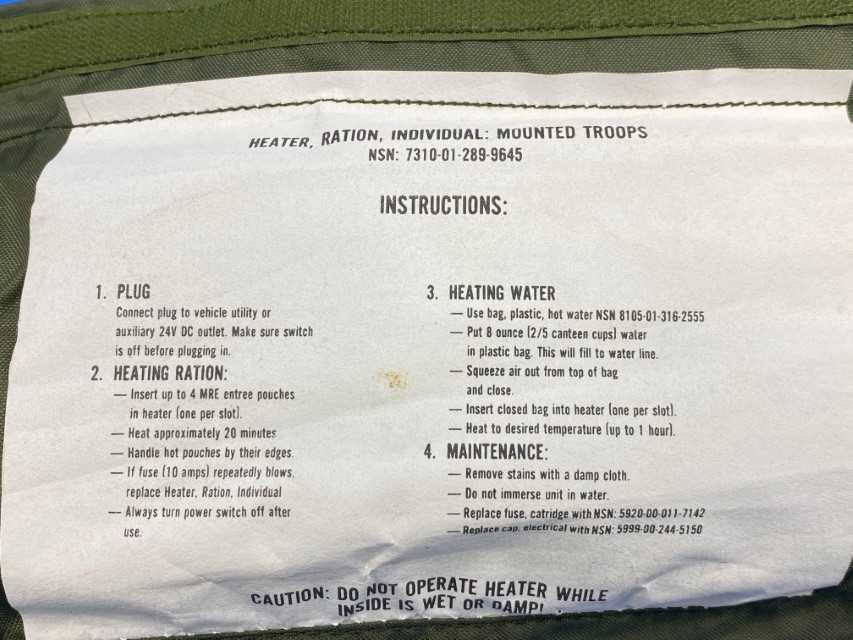 HEATER, RATION, INDIVIDUAL: MOUNTED TROOPS
NSN: 7310-01-289-9645
INSTRUCTIONS:
1. PLUG
Connect plug to vehicle utility or
auxiliary 24V DC outlet. Make sure switch
is off before plugging in.
2. HEATING RATION:
— Insert up to 4 MRE entree pouches
in heater (one per slot).
— Heat approximately 20 minutes
— Handle hot pouches by their edges.
— If fuse (10 amps) repeatedly blows,
replace Heater, Ration, Individual
— Always turn power switch off after
use.
3. HEATING WATER
— Use bag, plastic, hot water NSN 8105-01-316-2555
— Put 8 ounce (2/5 canteen cups) water
in plastic bag. This will fill to water line.
— Squeeze air out from top of bag
and close.
— Insert closed bag into heater (one per slot).
— Heat to desired temperature (up to 1 hour).
4. MAINTENANCE:
— Remove stains with a damp cloth.
— Do not immerse unit in water.
— Replace fuse, catridge with NSN: 5920-00-011-7142
— Replace cap, electrical with NSN: 5999-00-244-5150
CAUTION: DO NOT OPERATE HEATER WHILE
INSIDE IS WET OR DAMP!